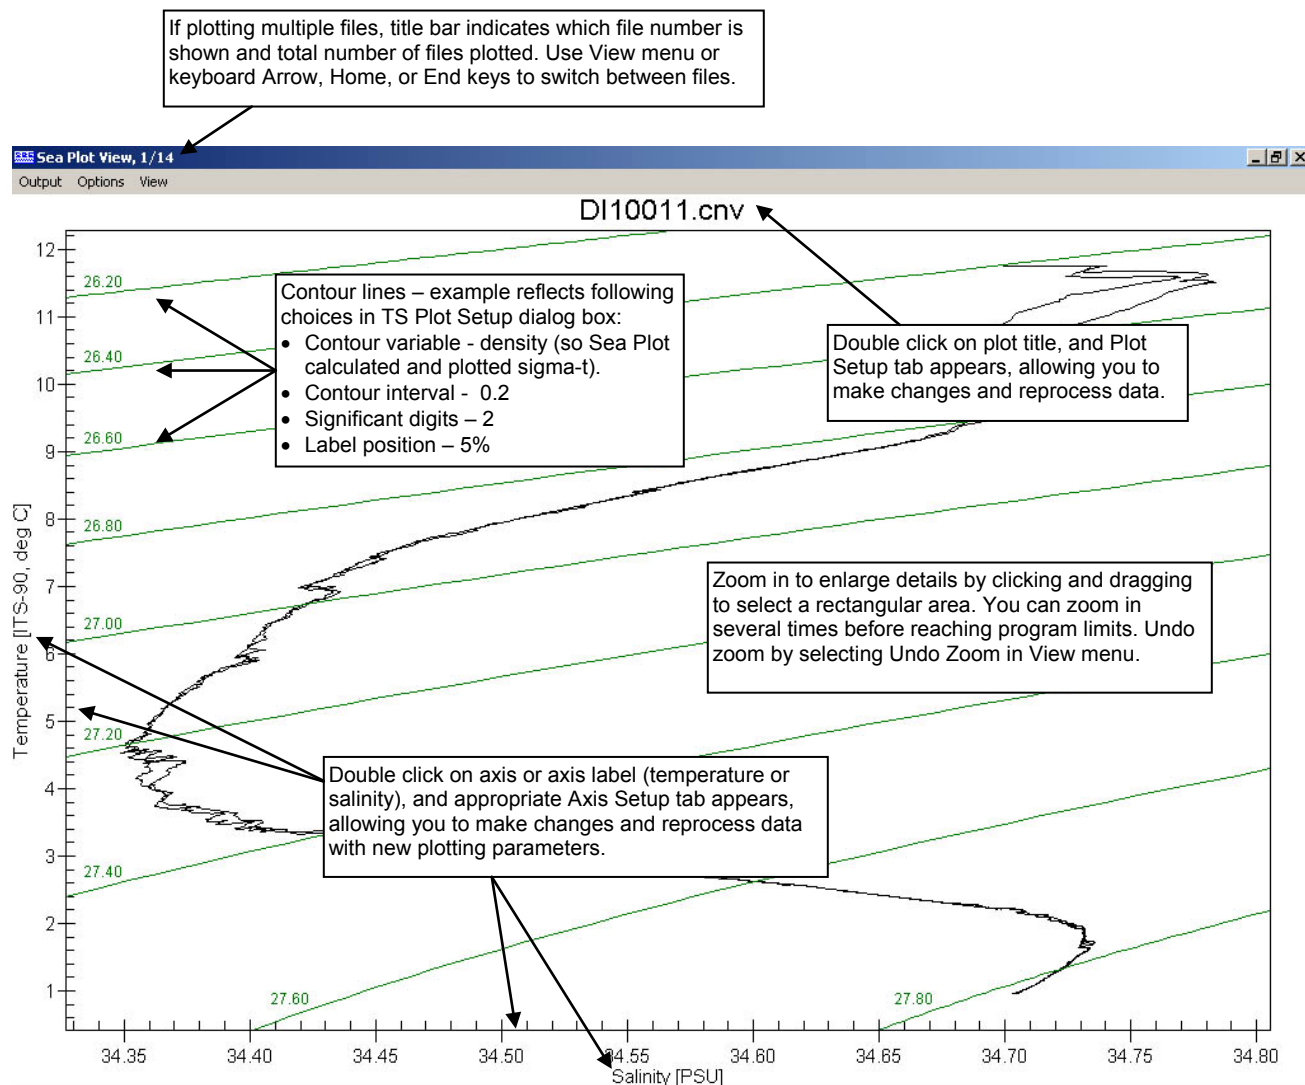 If plotting multiple files, title bar indicates which file number is
shown and total number of files plotted. Use View menu or
keyboard Arrow, Home, or End keys to switch between files.
SBE Sea Plot View, 1/14
Output Options View
DI10011.cnv
12
11
10
9
8
7
6
5
4
3
2
1
Temperature [ITS-90, deg C]
26.20
26.40
26.60
26.80
27.00
27.20
27.40
27.60
27.80
Contour lines – example reflects following
choices in TS Plot Setup dialog box:
• Contour variable - density (so Sea Plot
calculated and plotted sigma-t).
• Contour interval - 0.2
• Significant digits – 2
• Label position – 5%
Double click on plot title, and Plot
Setup tab appears, allowing you to
make changes and reprocess data.
Zoom in to enlarge details by clicking and dragging
to select a rectangular area. You can zoom in
several times before reaching program limits. Undo
zoom by selecting Undo Zoom in View menu.
Double click on axis or axis label (temperature or
salinity), and appropriate Axis Setup tab appears,
allowing you to make changes and reprocess data
with new plotting parameters.
34.35 34.40 34.45 34.50 34.55 34.60 34.65 34.70 34.75 34.80
Salinity [PSU]